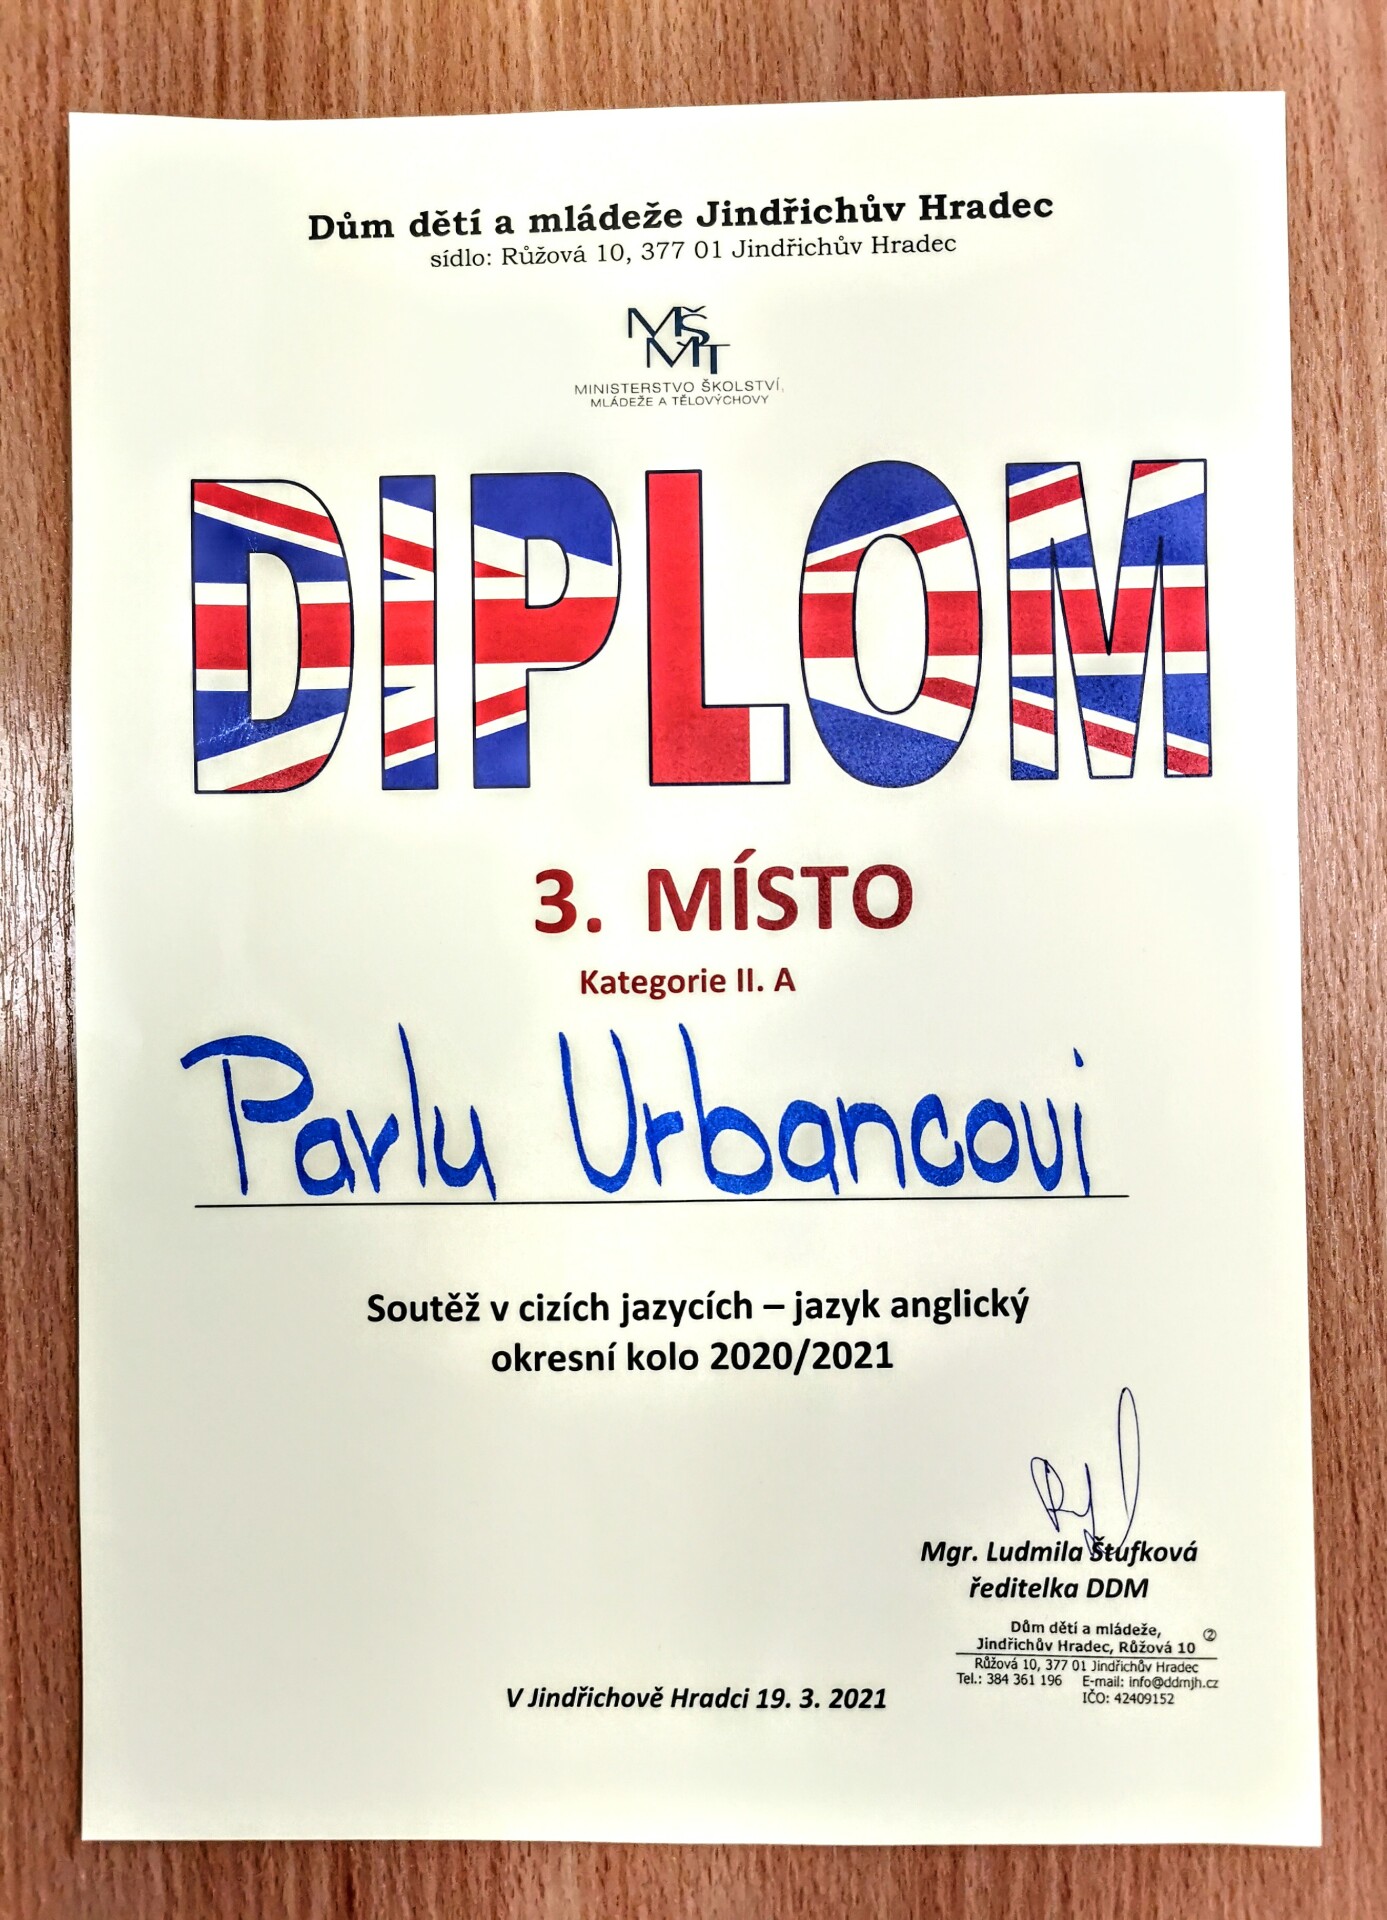 Dům dětí a mládeže Jindřichův Hradec
sídlo: Růžová 10, 377 01 Jindřichův Hradec
MŠ
MT
MINISTERSTVO ŠKOLSTVÍ,
MLÁDEŽE A TĚLOVÝCHOVY
DIPLOM
3. MÍSTO
Kategorie II. A
Pavlu Urbancovi
Soutěž v cizích jazycích – jazyk anglický
okresní kolo 2020/2021
Mgr. Ludmila Štufková
ředitelka DDM
Dům dětí a mládeže, ②
Jindřichův Hradec, Růžová 10
Růžová 10, 377 01 Jindřichův Hradec
Tel.: 384 361 196 E-mail: info@ddmjh.cz
IČO: 42409152
V Jindřichově Hradci 19. 3. 2021